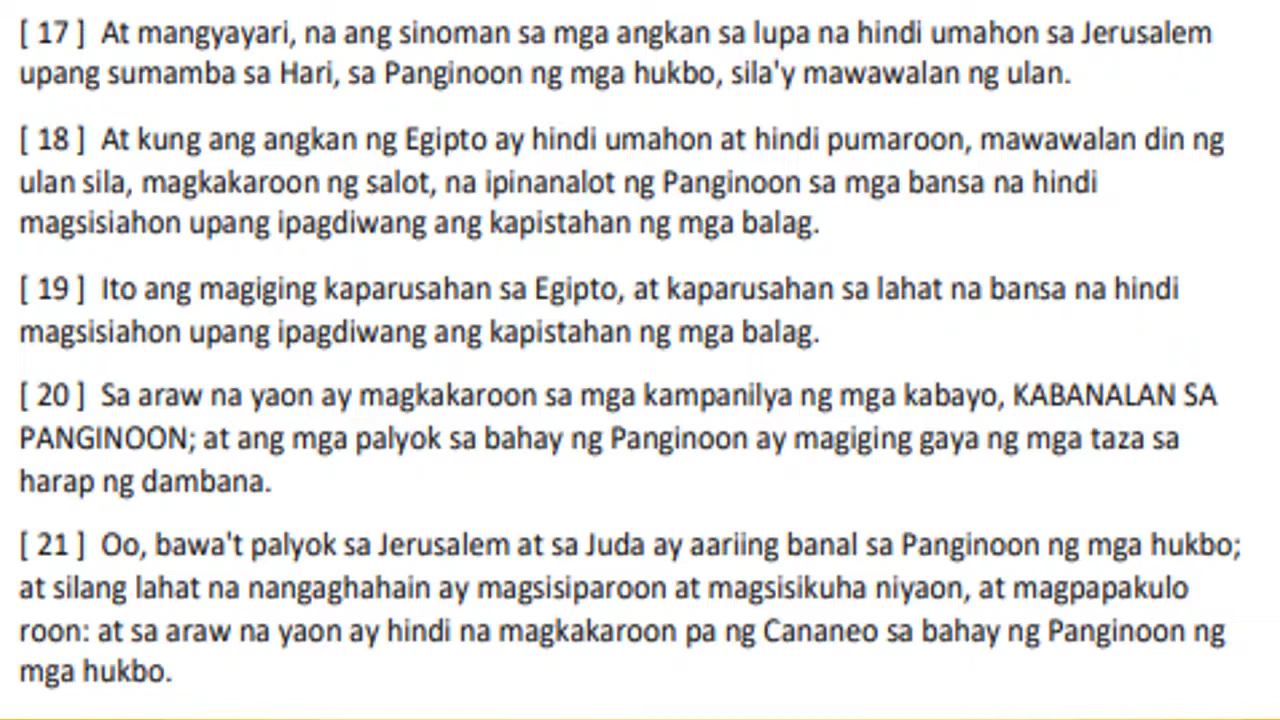 [ 17 ] At mangyayari, na ang sinoman sa mga angkan sa lupa na hindi umahon sa Jerusalem
upang sumamba sa Hari, sa Panginoon ng mga hukbo, sila'y mawawalan ng ulan.
[ 18 ] At kung ang angkan ng Egipto ay hindi umahon at hindi pumaroon, mawawalan din ng
ulan sila, magkakaroon ng salot, na ipinanalot ng Panginoon sa mga bansa na hindi
magsisiahon upang ipagdiwang ang kapistahan ng mga balag.
[ 19 ] Ito ang magiging kaparusahan sa Egipto, at kaparusahan sa lahat na bansa na hindi
magsisiahon upang ipagdiwang ang kapistahan ng mga balag.
[ 20 ] Sa araw na yaon ay magkakaroon sa mga kampanilya ng mga kabayo, KABANALAN SA
PANGINOON; at ang mga palyok sa bahay ng Panginoon ay magiging gaya ng mga taza sa
harap ng dambana.
[ 21 ] Oo, bawa't palyok sa Jerusalem at sa Juda ay aariing banal sa Panginoon ng mga hukbo;
at silang lahat na nangaghahain ay magsisiparoon at magsisikuha niyaon, at magpapakulo
roon: at sa araw na yaon ay hindi na magkakaroon pa ng Cananeo sa bahay ng Panginoon ng
mga hukbo.